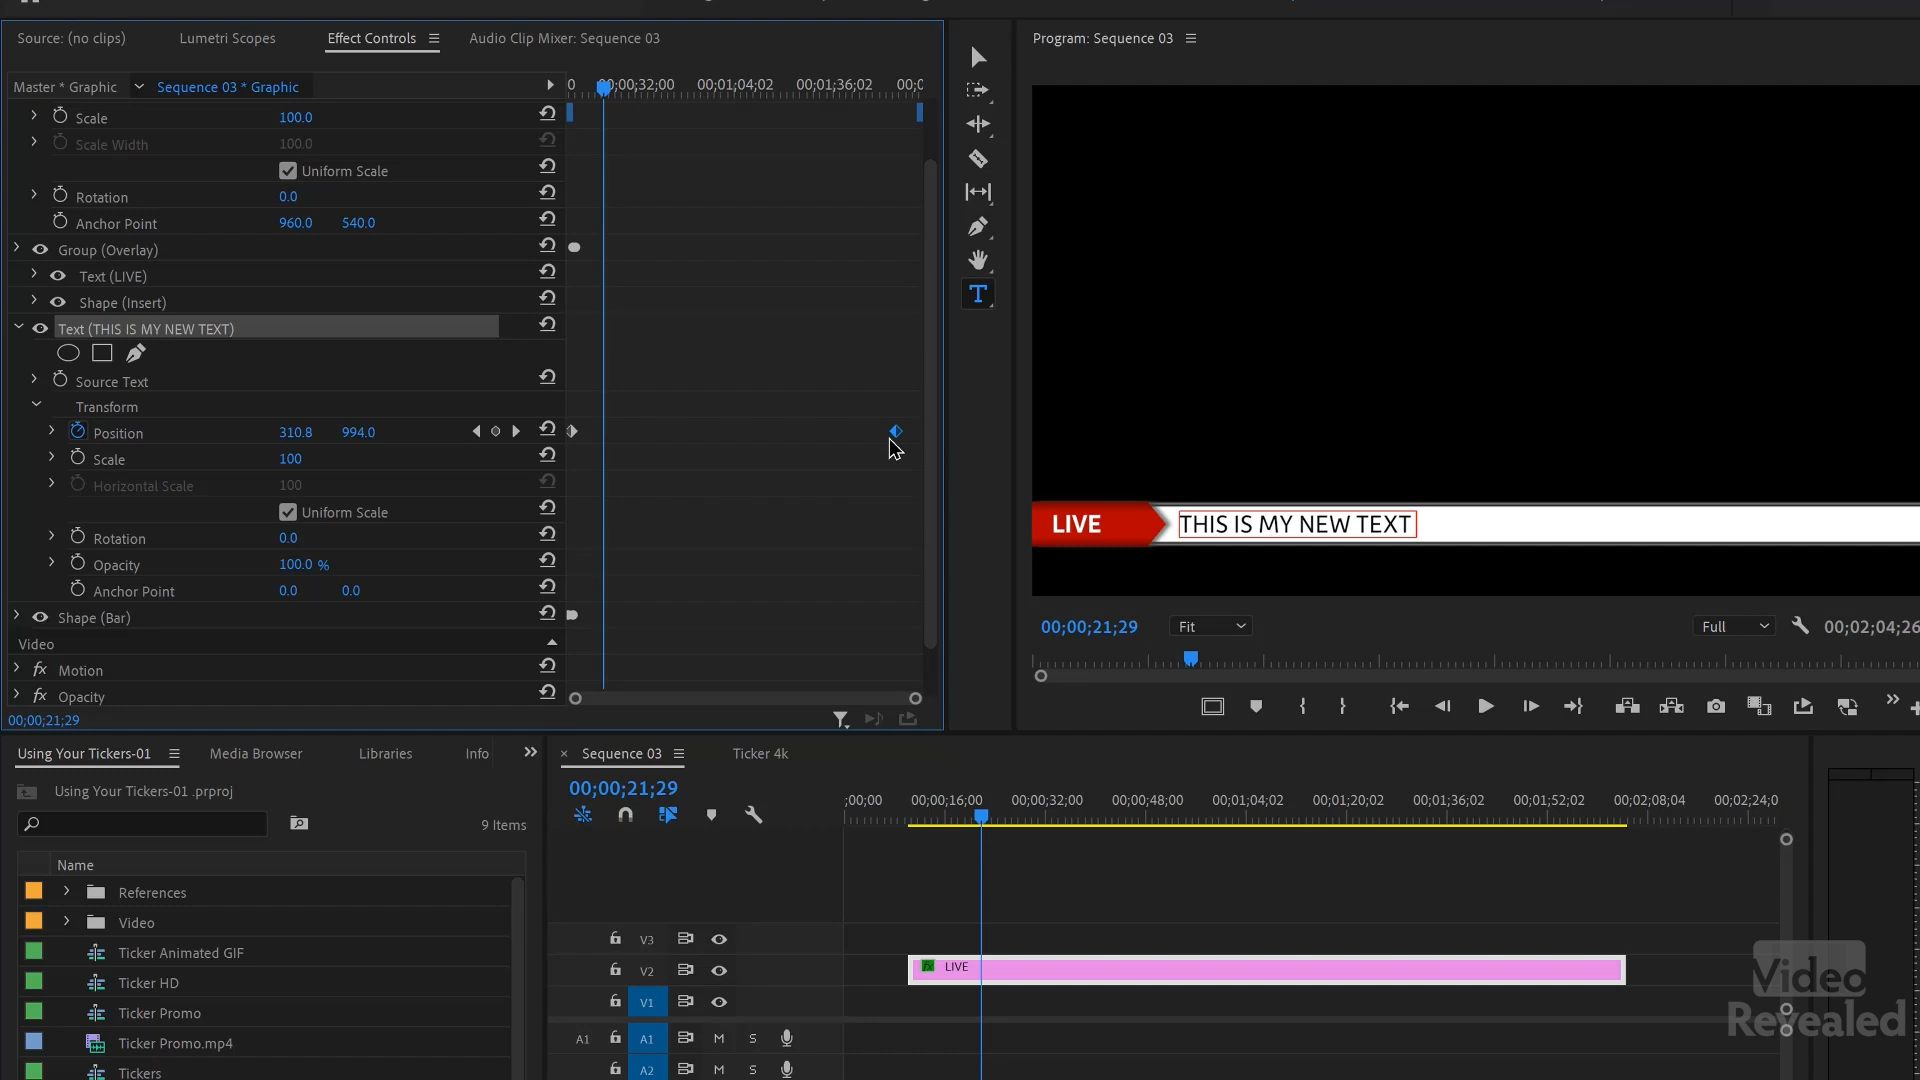 Source: (no clips)
Lumetri Scopes
Effect Controls
Audio Clip Mixer: Sequence 03
Program: Sequence 03
Master * Graphic
Sequence 03 * Graphic
00;00;32;00
00;01;04;02
00;01;36;02
Scale
100.0
Scale Width
100.0
Uniform Scale
Rotation
0.0
Anchor Point
960.0
540.0
Group (Overlay)
Text (LIVE)
Shape (Insert)
Text (THIS IS MY NEW TEXT)
Source Text
Transform
Position
310.8
994.0
Scale
100
Horizontal Scale
100
Uniform Scale
Rotation
0.0
Opacity
100.0 %
Anchor Point
0.0
0.0
Shape (Bar)
Video
fx Motion
fx Opacity
00;00;21;29
T
LIVE
THIS IS MY NEW TEXT
00;00;21;29
Fit
Full
00;02;04;26
Using Your Tickers-01
Media Browser
Libraries
Info
Using Your Tickers-01 .prproj
9 Items
Name
References
Video
Ticker Animated GIF
Ticker HD
Ticker Promo
Ticker Promo.mp4
Tickers
Sequence 03
Ticker 4k
00;00;21;29
;00;00
00;00;16;00
00;00;32;00
00;00;48;00
00;01;04;02
00;01;20;02
00;01;36;02
00;01;52;02
00;02;08;04
00;02;24;0
V3
V2
fx LIVE
V1
A1
A1
M
S
A2
M
S
Video
Revealed